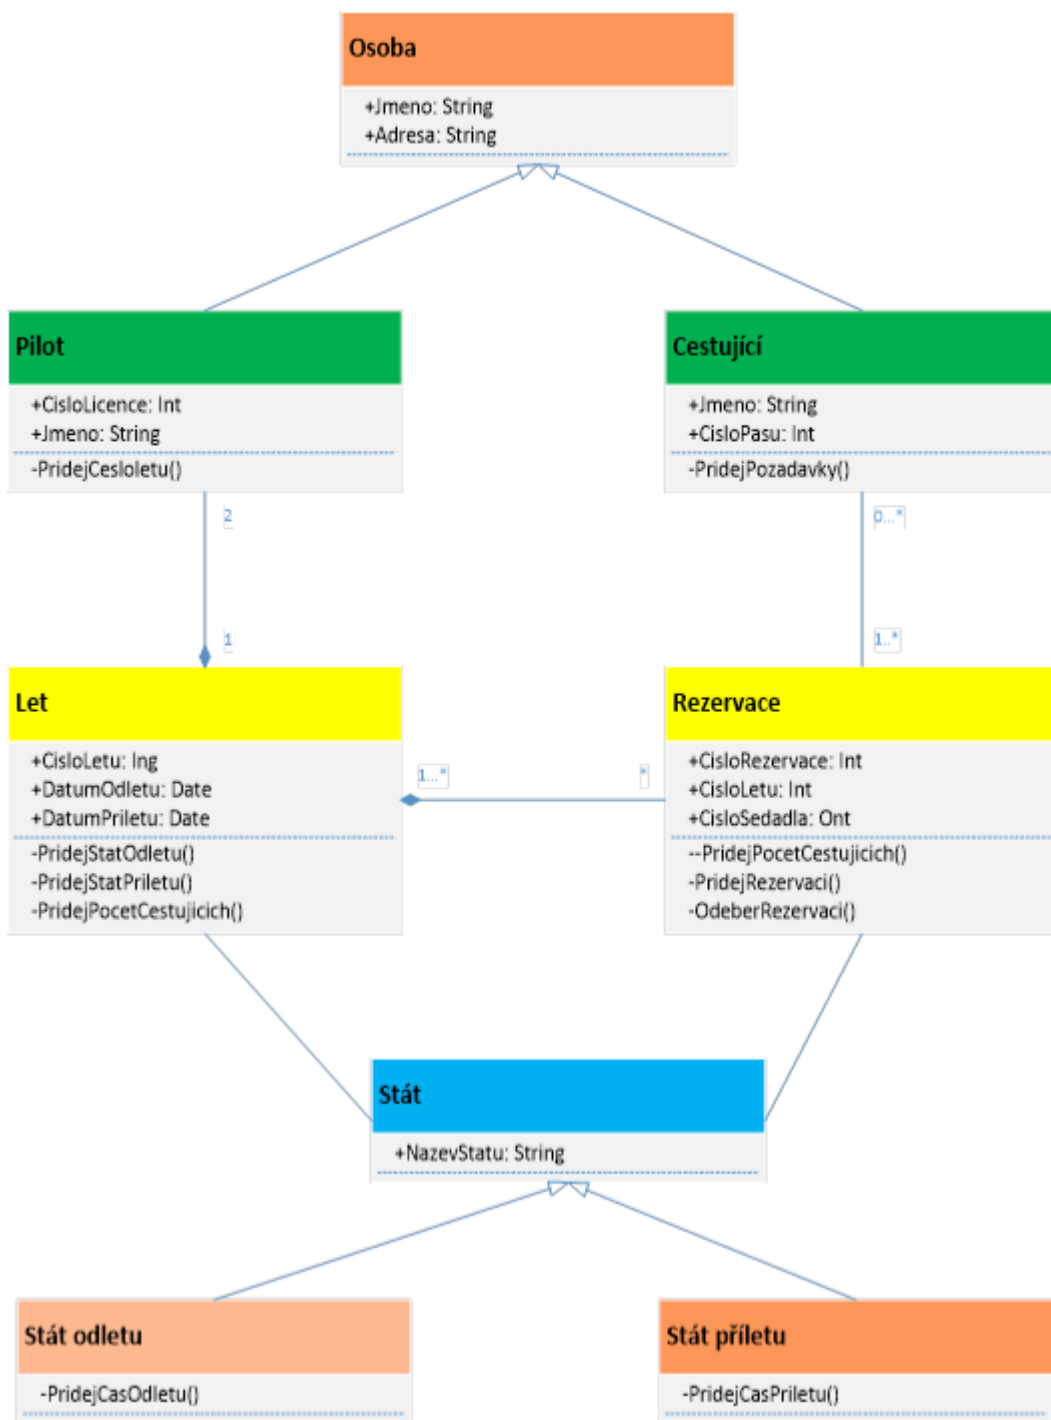 Osoba
+Jmeno: String
+Adresa: String
Pilot
+CisloLicence: Int
+Jmeno: String
-PridejCesloletu()
Cestující
+Jmeno: String
+CisloPasu: Int
-PridejPozadavky()
2
0...*
1
1..*
Let
+CisloLetu: Ing
+DatumOdletu: Date
+DatumPriletu: Date
-PridejStatOdletu()
-PridejStatPriletu()
-PridejPocetCestujicich()
1...*
*
Rezervace
+CisloRezervace: Int
+CisloLetu: Int
+CisloSedadla: Ont
--PridejPocetCestujicich()
-PridejRezervaci()
-OdeberRezervaci()
Stát
+NazevStatu: String
Stát odletu
-PridejCasOdletu()
Stát příletu
-PridejCasPriletu()